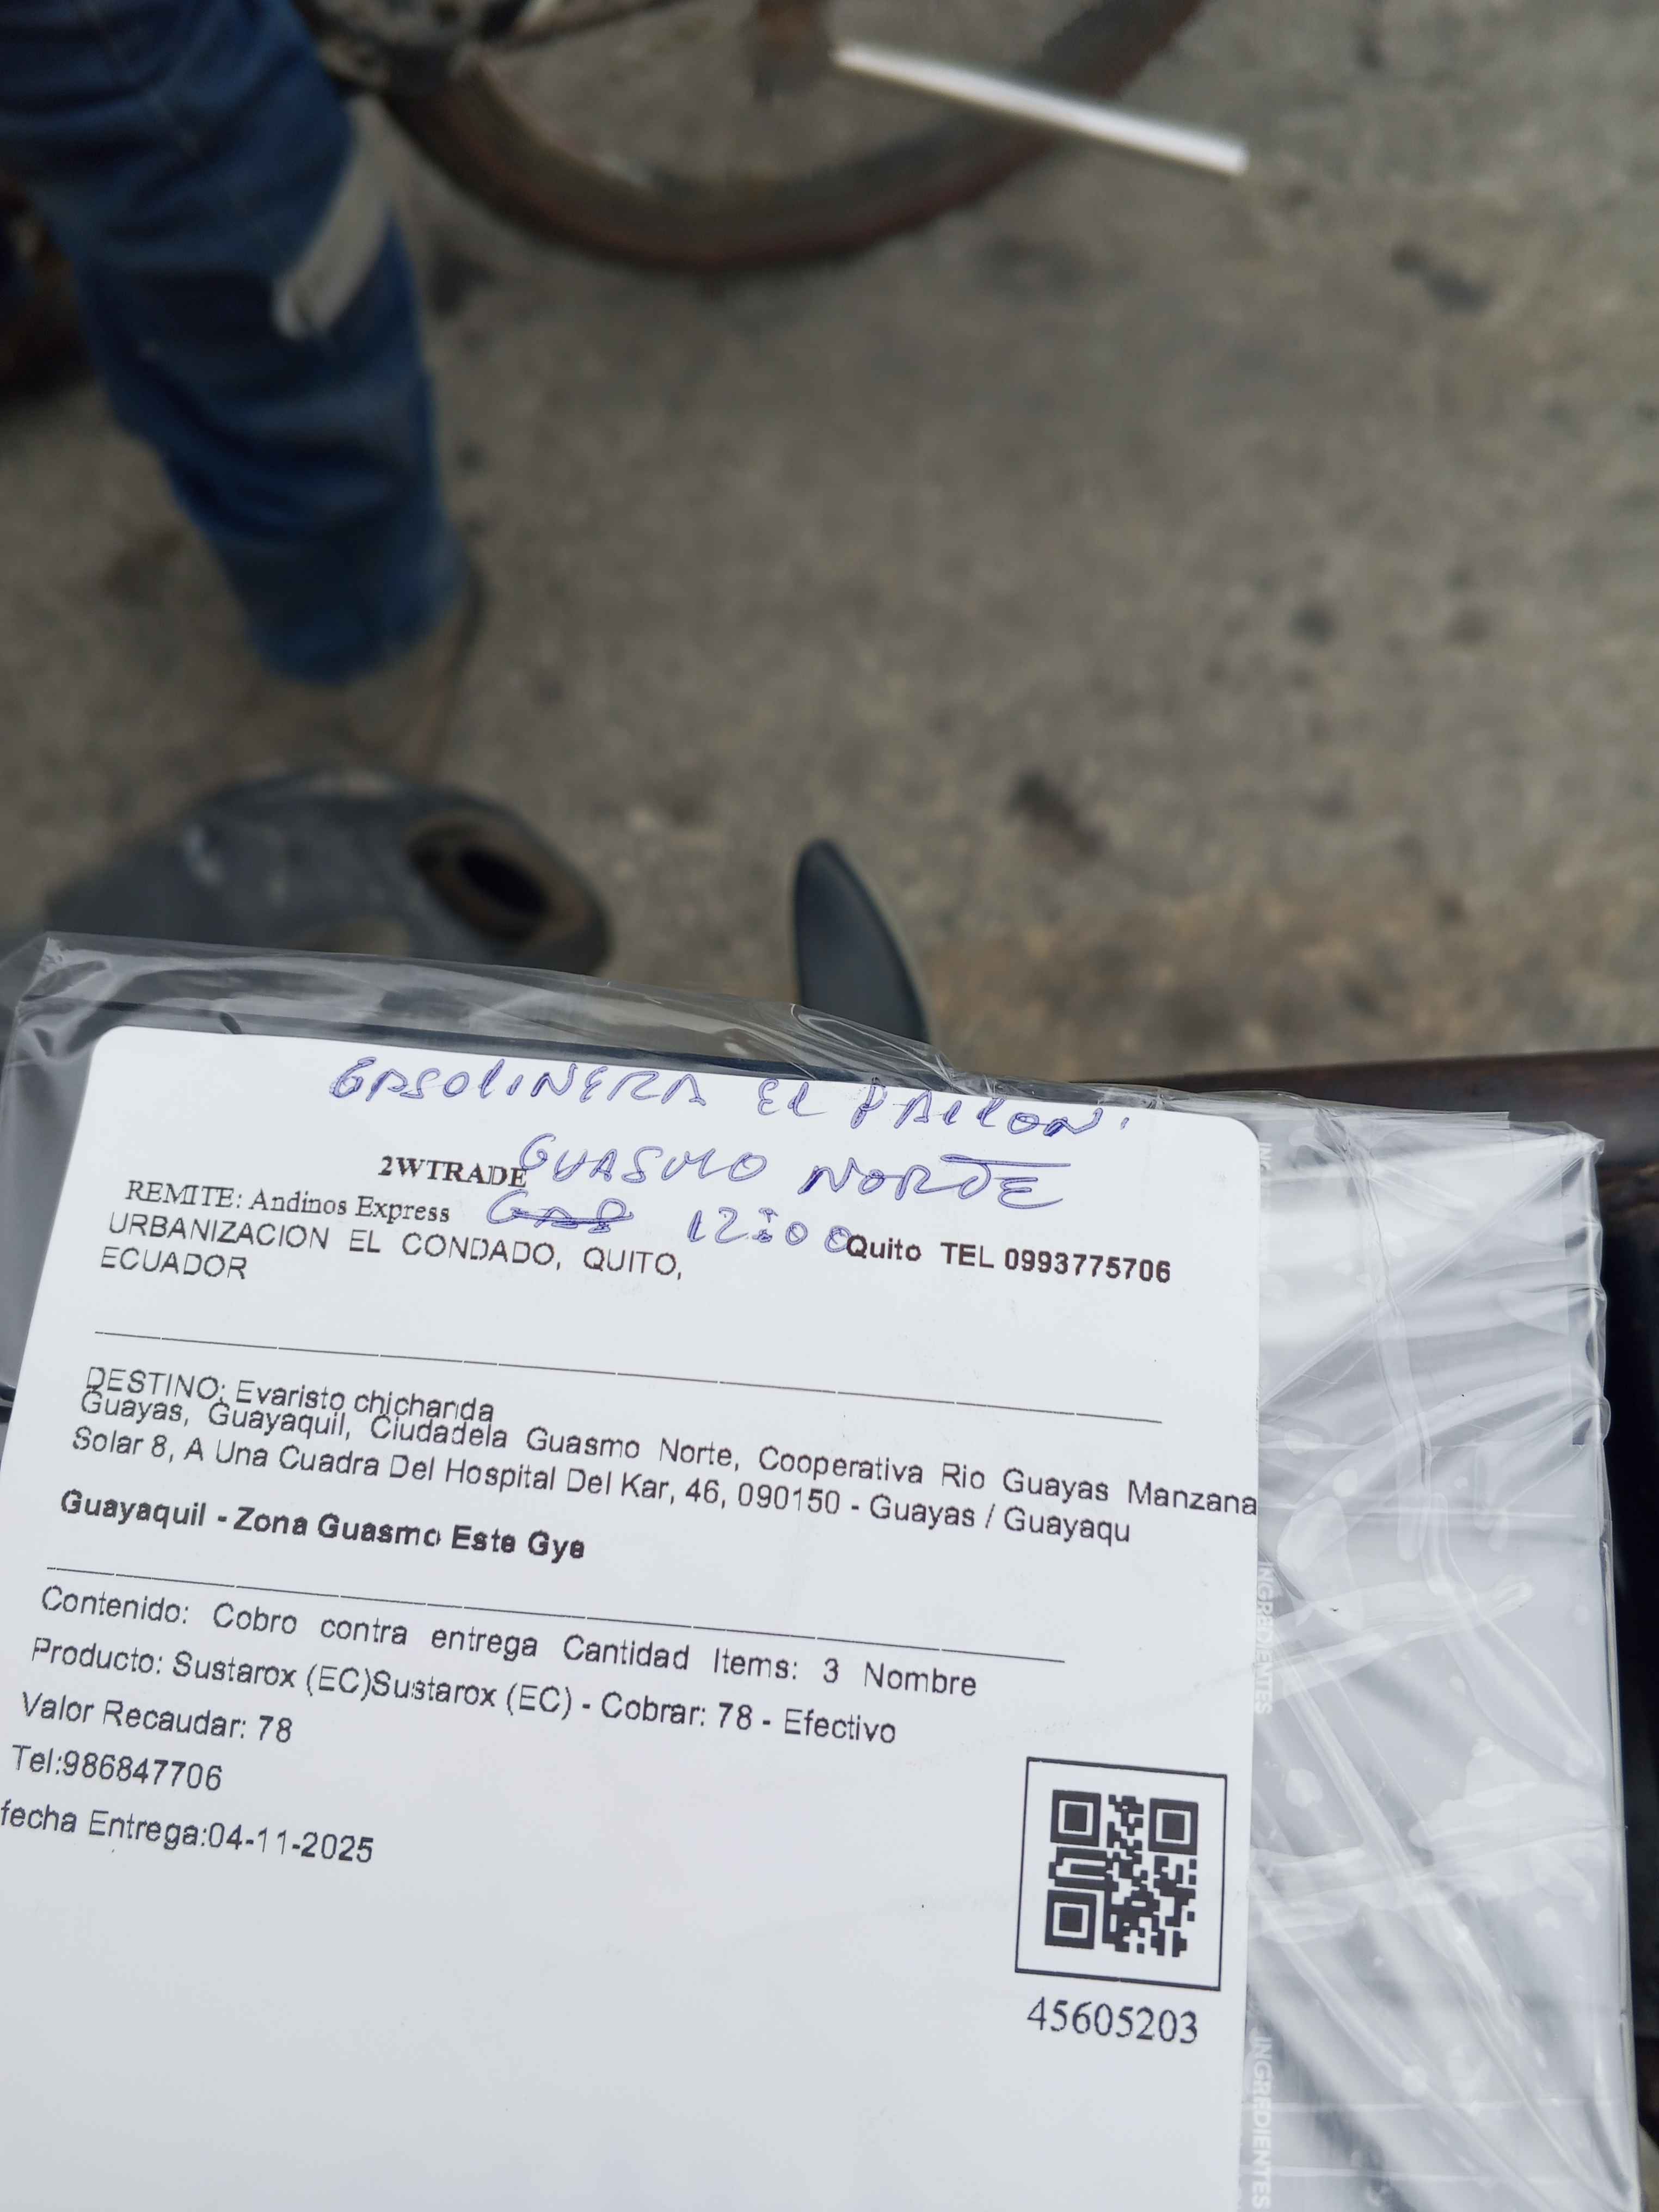 GASOLINERA EL PAILON.
GUASMO NORTE
2WTRADE
REMITE: Andinos Express
12:00
URBANIZACION EL CONDADO, QUITO,
ECUADOR
Quito TEL 0993775706
DESTINO: Evaristo chichanda
Guayas, Guayaquil, Ciudadela Guasmo Norte, Cooperativa Rio Guayas Manzana
Solar 8, A Una Cuadra Del Hospital Del Kar, 46, 090150 - Guayas / Guayaqu
Guayaquil - Zona Guasmo Este Gye
Contenido: Cobro contra entrega Cantidad Items: 3 Nombre
Producto: Sustarox (EC)Sustarox (EC) - Cobrar: 78 - Efectivo
Valor Recaudar: 78
Tel:986847706
fecha Entrega:04-11-2025
45605203
INGREDIENTES
INGREDIENTES